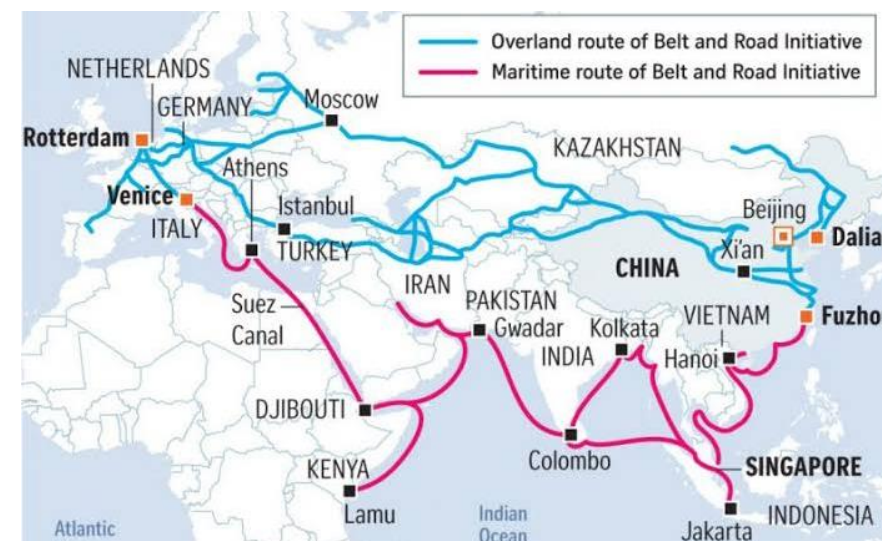 Overland route of Belt and Road Initiative
Maritime route of Belt and Road Initiative
NETHERLANDS
GERMANY
Moscow
Rotterdam
Athens
KAZAKHSTAN
Venice
Istanbul
Beijing
ITALY
TURKEY
Xi'an
Dalia
CHINA
IRAN
Suez
Canal
PAKISTAN
Gwadar
Kolkata
VIETNAM
Fuzho
INDIA
Hanoi
DJIBOUTI
Colombo
SINGAPORE
KENYA
Lamu
Atlantic
Indian
Ocean
Jakarta
INDONESIA